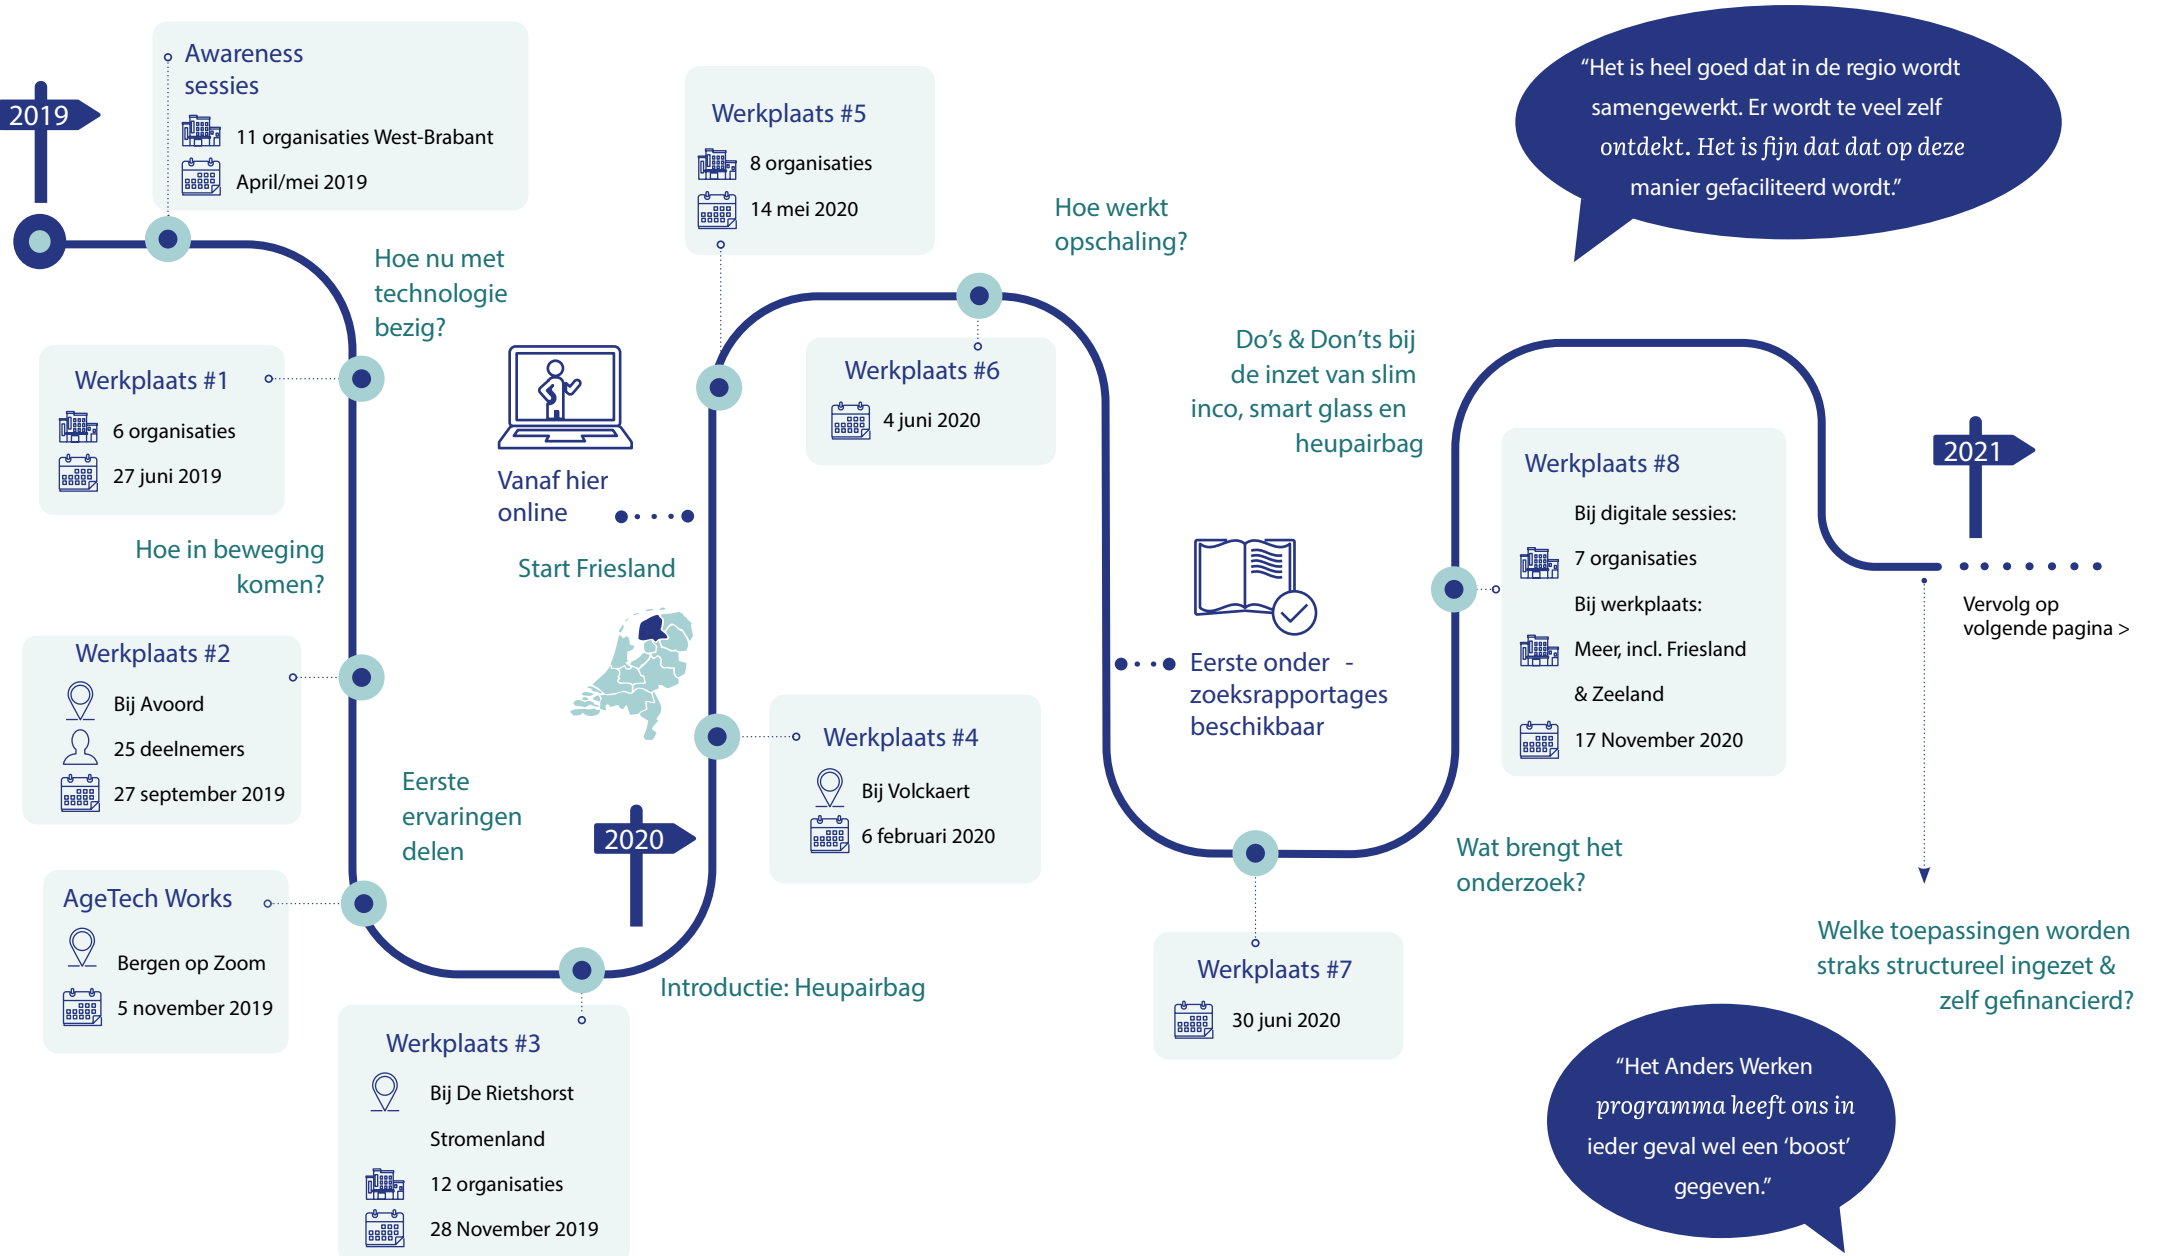 2019
Awareness
sessies
11 organisaties West-Brabant
April/mei 2019
Hoe nu met
technologie
bezig?
Werkplaats #1
6 organisaties
27 juni 2019
Hoe in beweging
komen?
Werkplaats #2
Bij Avoord
25 deelnemers
27 september 2019
Eerste
ervaringen
delen
AgeTech Works
Bergen op Zoom
5 november 2019
Werkplaats #3
Bij De Rietshorst
Stromenland
12 organisaties
28 November 2019
2020
Introductie: Heupairbag
Werkplaats #4
Bij Volckaert
6 februari 2020
Start Friesland
Vanaf hier
online
Werkplaats #5
8 organisaties
14 mei 2020
Werkplaats #6
4 juni 2020
Hoe werkt
opschaling?
Eerste onder -
zoeksrapportages
beschikbaar
Werkplaats #7
30 juni 2020
Wat brengt het
onderzoek?
Do’s & Don’ts bij
de inzet van slim
inco, smart glass en
heupairbag
Werkplaats #8
Bij digitale sessies:
7 organisaties
Bij werkplaats:
Meer, incl. Friesland
& Zeeland
17 November 2020
“Het is heel goed dat in de regio wordt
samengewerkt. Er wordt te veel zelf
ontdekt. Het is fijn dat dat op deze
manier gefaciliteerd wordt.”
2021
Vervolg op
volgende pagina >
Welke toepassingen worden
straks structureel ingezet &
zelf gefinancierd?
“Het Anders Werken
programma heeft ons in
ieder geval wel een ‘boost’
gegeven.”